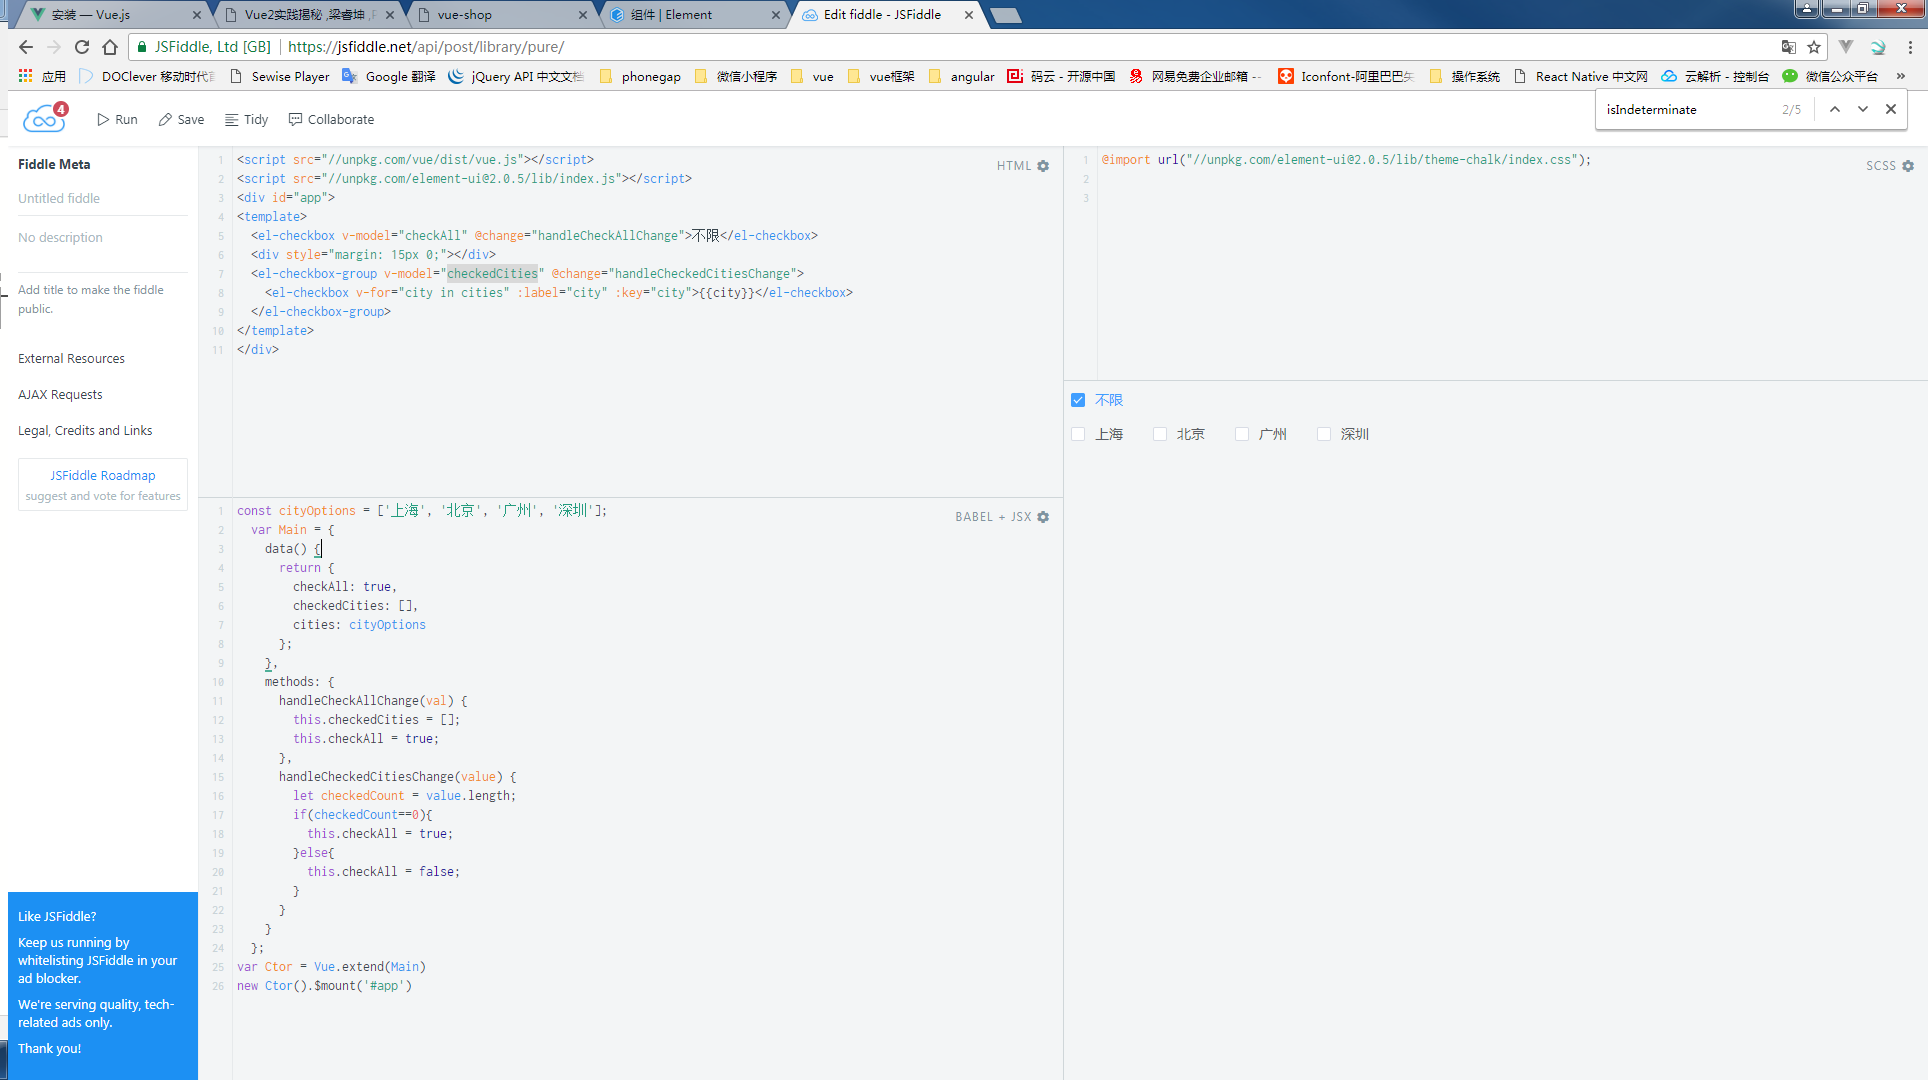 安装 — Vue.js
Vue2实践揭秘 ,梁睿坤
vue-shop
组件 | Element
Edit fiddle - JSFiddle
JSFiddle, Ltd [GB] https://jsfiddle.net/api/post/library/pure/
应用 DOClever 移动时代 Sewise Player Google 翻译 jQuery API 中文文档 phonegap 微信小程序 vue vue框架 angular 码云 - 开源中国 网易免费企业邮箱 -- Iconfont-阿里巴巴矢 操作系统 React Native 中文网 云解析 - 控制台 微信公众平台 »
4 Run Save Tidy Collaborate
isIndeterminate 2/5
Fiddle Meta
Untitled fiddle
No description
Add title to make the fiddle
public.
External Resources
AJAX Requests
Legal, Credits and Links
JSFiddle Roadmap
suggest and vote for features
Like JSFiddle?
Keep us running by
whitelisting JSFiddle in your
ad blocker.
We're serving quality, tech-
related ads only.
Thank you!
HTML
1 <script src="//unpkg.com/vue/dist/vue.js"></script>
2 <script src="//unpkg.com/element-ui@2.0.5/lib/index.js"></script>
3 <div id="app">
4 <template>
5 <el-checkbox v-model="checkAll" @change="handleCheckAllChange">不限</el-checkbox>
6 <div style="margin: 15px 0;"></div>
7 <el-checkbox-group v-model="checkedCities" @change="handleCheckedCitiesChange">
8 <el-checkbox v-for="city in cities" :label="city" :key="city">{{city}}</el-checkbox>
9 </el-checkbox-group>
10 </template>
11 </div>
SCSS
1 @import url("//unpkg.com/element-ui@2.0.5/lib/theme-chalk/index.css");
2
3
BABEL + JSX
1 const cityOptions = ['上海', '北京', '广州', '深圳'];
2 var Main = {
3 data() {
4 return {
5 checkAll: true,
6 checkedCities: [],
7 cities: cityOptions
8 };
9 },
10 methods: {
11 handleCheckAllChange(val) {
12 this.checkedCities = [];
13 this.checkAll = true;
14 },
15 handleCheckedCitiesChange(value) {
16 let checkedCount = value.length;
17 if(checkedCount==0){
18 this.checkAll = true;
19 }else{
20 this.checkAll = false;
21 }
22 }
23 }
24 };
25 var Ctor = Vue.extend(Main)
26 new Ctor().$mount('#app')
不限
上海 北京 广州 深圳